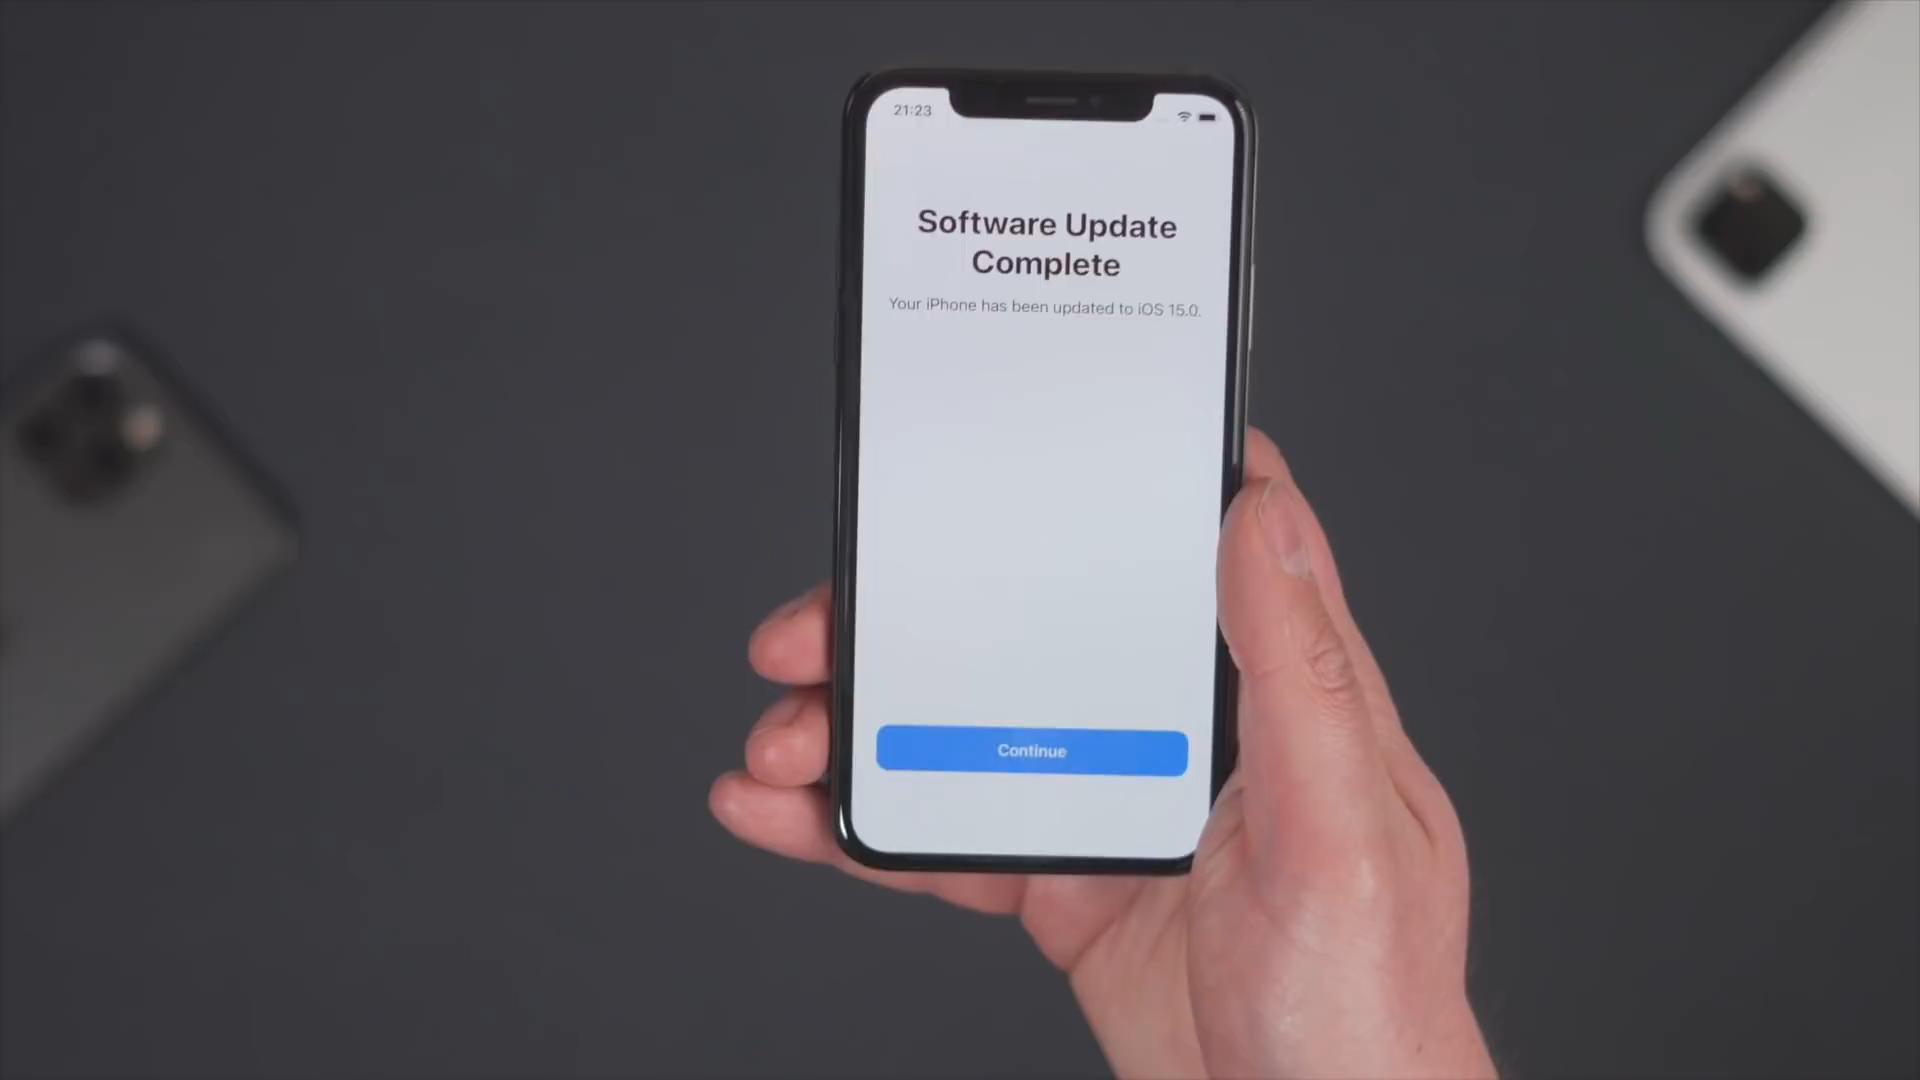 21:23
Software Update
Complete
Your iPhone has been updated to iOS 15.0.
Continue